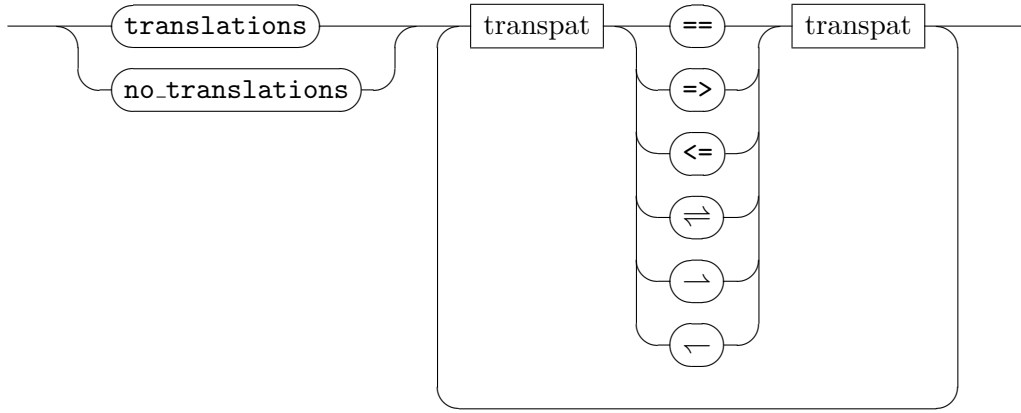 translations transpat == transpat
no_translations =>
<=
⇌
⇀
↽